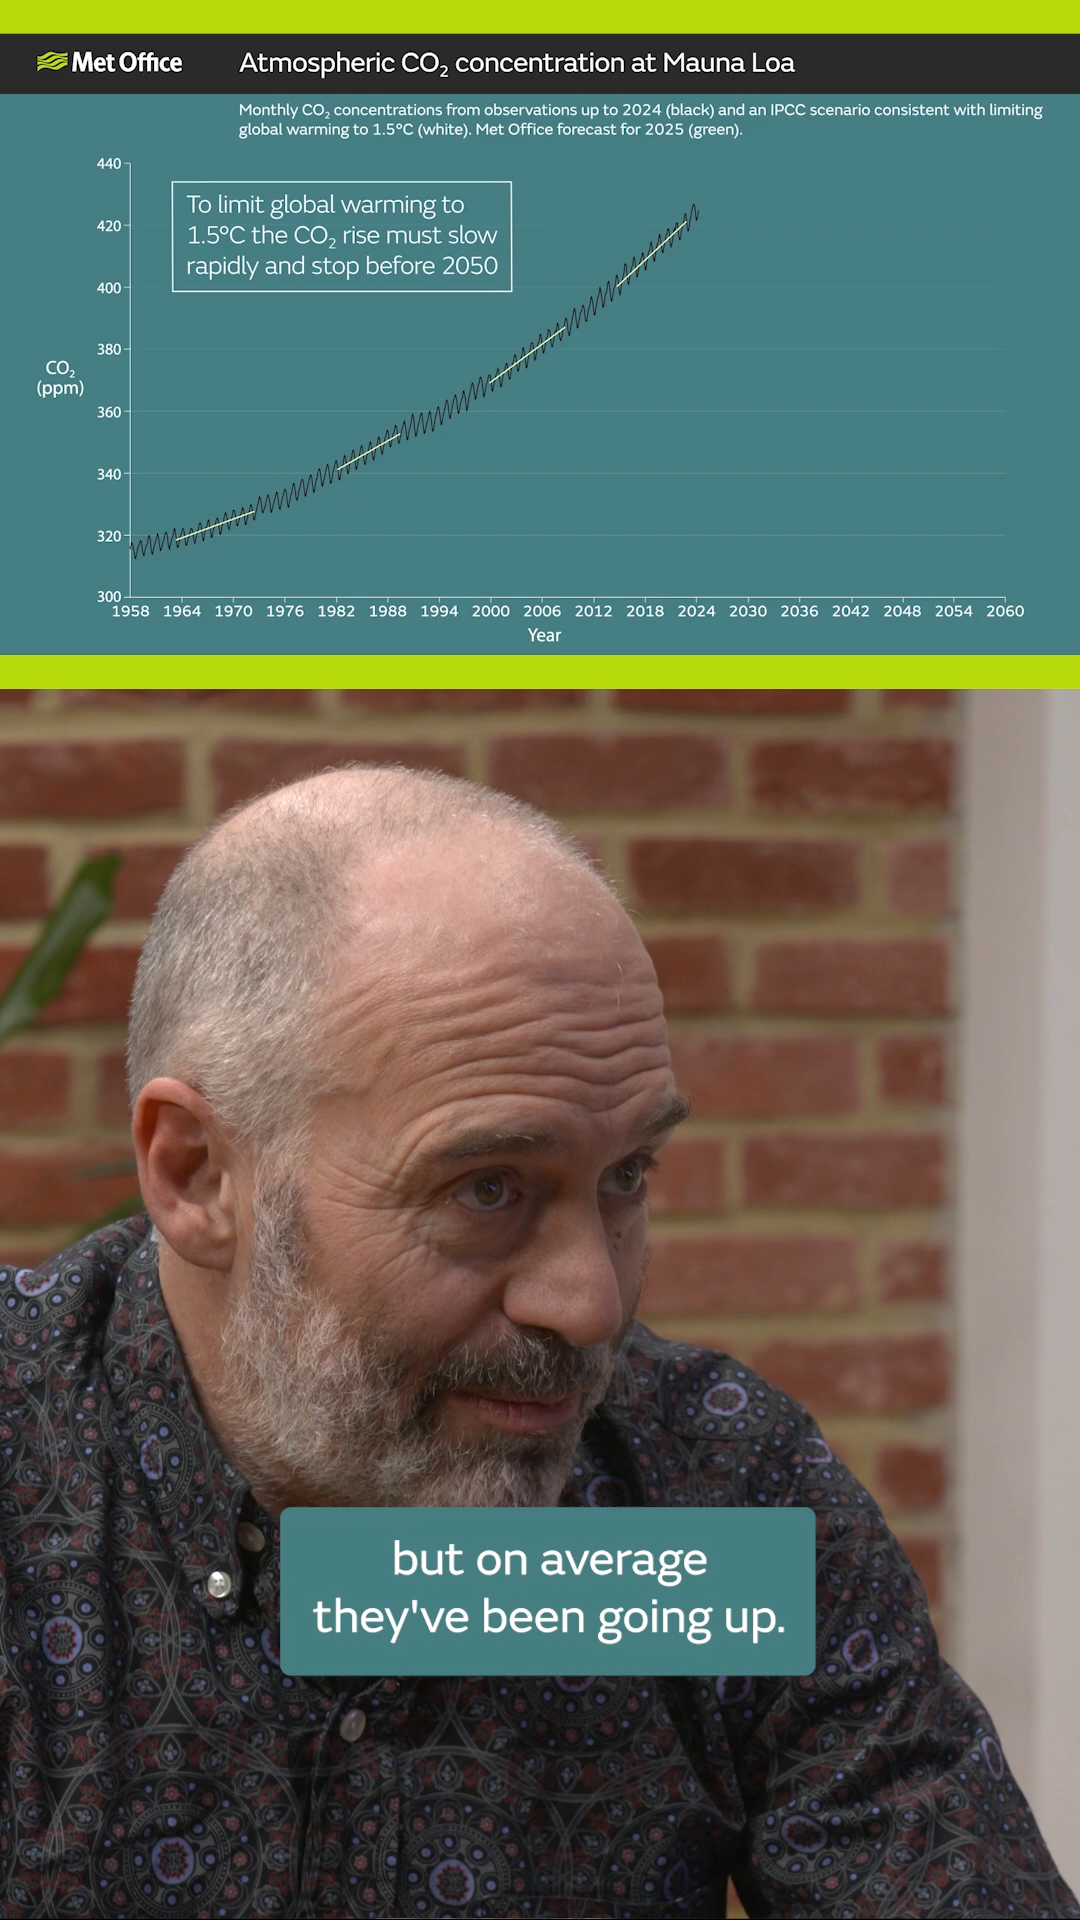 Met Office
Atmospheric CO₂ concentration at Mauna Loa
Monthly CO₂ concentrations from observations up to 2024 (black) and an IPCC scenario consistent with limiting
global warming to 1.5°C (white). Met Office forecast for 2025 (green).
To limit global warming to
1.5°C the CO₂ rise must slow
rapidly and stop before 2050
440
420
400
380
360
340
320
300
CO₂
(ppm)
1958 1964 1970 1976 1982 1988 1994 2000 2006 2012 2018 2024 2030 2036 2042 2048 2054 2060
Year
but on average
they've been going up.